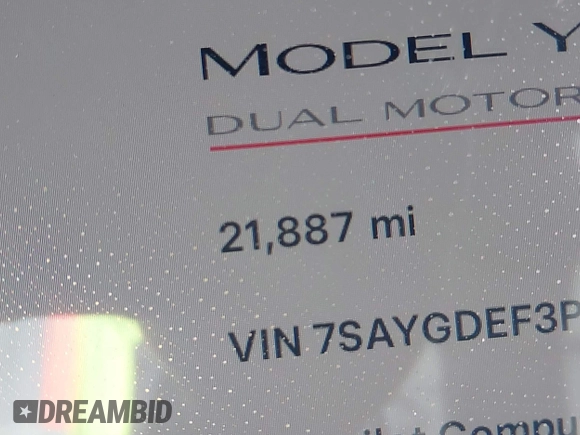 MODEL Y
DUAL MOTOR
21,887 mi
VIN 7SAYGDEF3P
DREAMBID